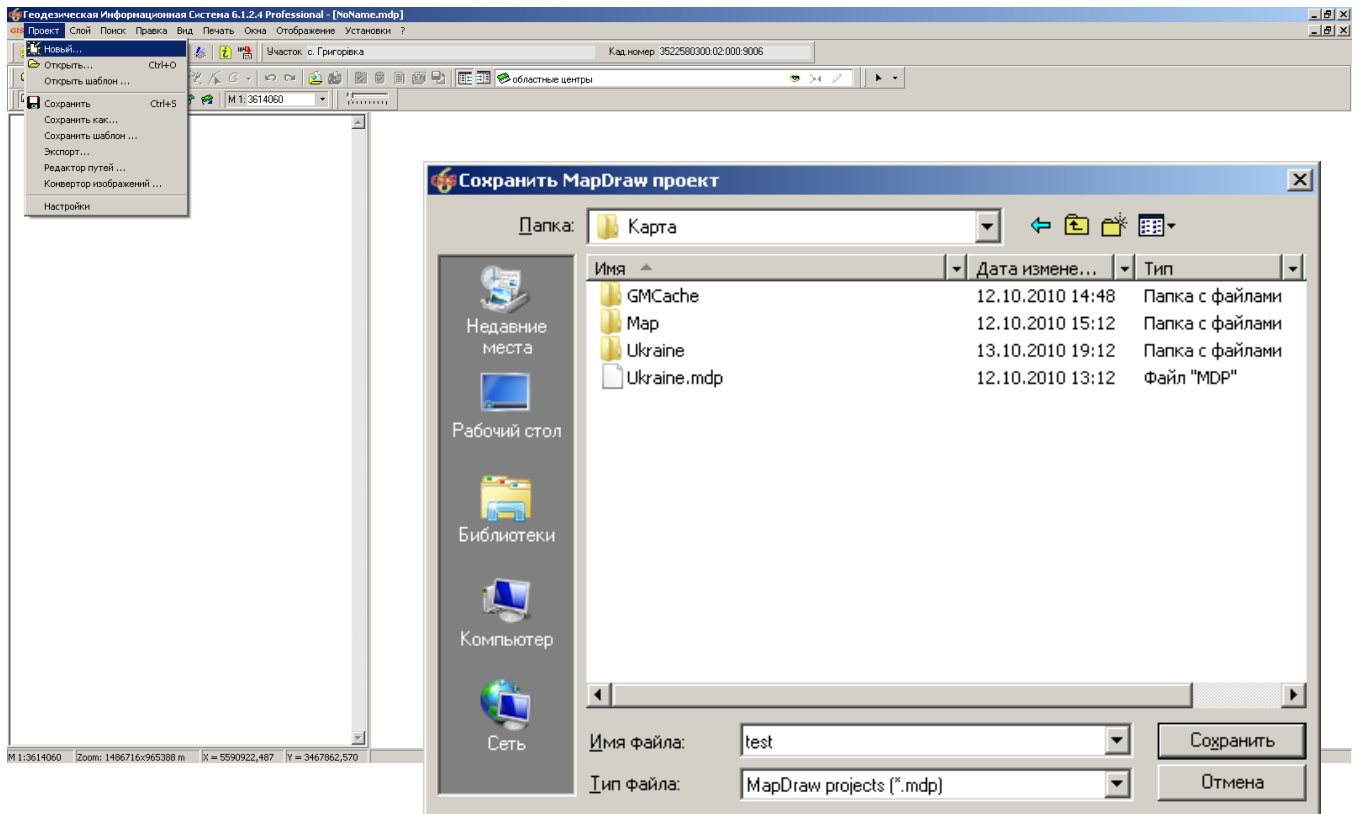 Геодезическая Информационная Система 6.1.2.4 Professional - [NoName.mdp]
GIS Проект Слой Поиск Правка Вид Печать Окна Отображение Установки ?
Участок с. Григорівка Кад.номер 3522580300:02:000:9006
областные центры
М 1: 3614060
Новый...
Открыть... Ctrl+O
Открыть шаблон ...
Сохранить Ctrl+S
Сохранить как...
Сохранить шаблон ...
Экспорт...
Редактор путей ...
Конвертор изображений ...
Настройки
М 1:3614060 Zoom: 1486716x965388 m X = 5590922,487 Y = 3467862,570
GIS Сохранить MapDraw проект
Папка: Карта
Имя Дата измене... Тип
GMCache 12.10.2010 14:48 Папка с файлами
Map 12.10.2010 15:12 Папка с файлами
Ukraine 13.10.2010 19:12 Папка с файлами
Ukraine.mdp 12.10.2010 13:12 Файл "MDP"
Недавние
места
Рабочий стол
Библиотеки
Компьютер
Сеть
Имя файла: test Сохранить
Тип файла: MapDraw projects (*.mdp) Отмена